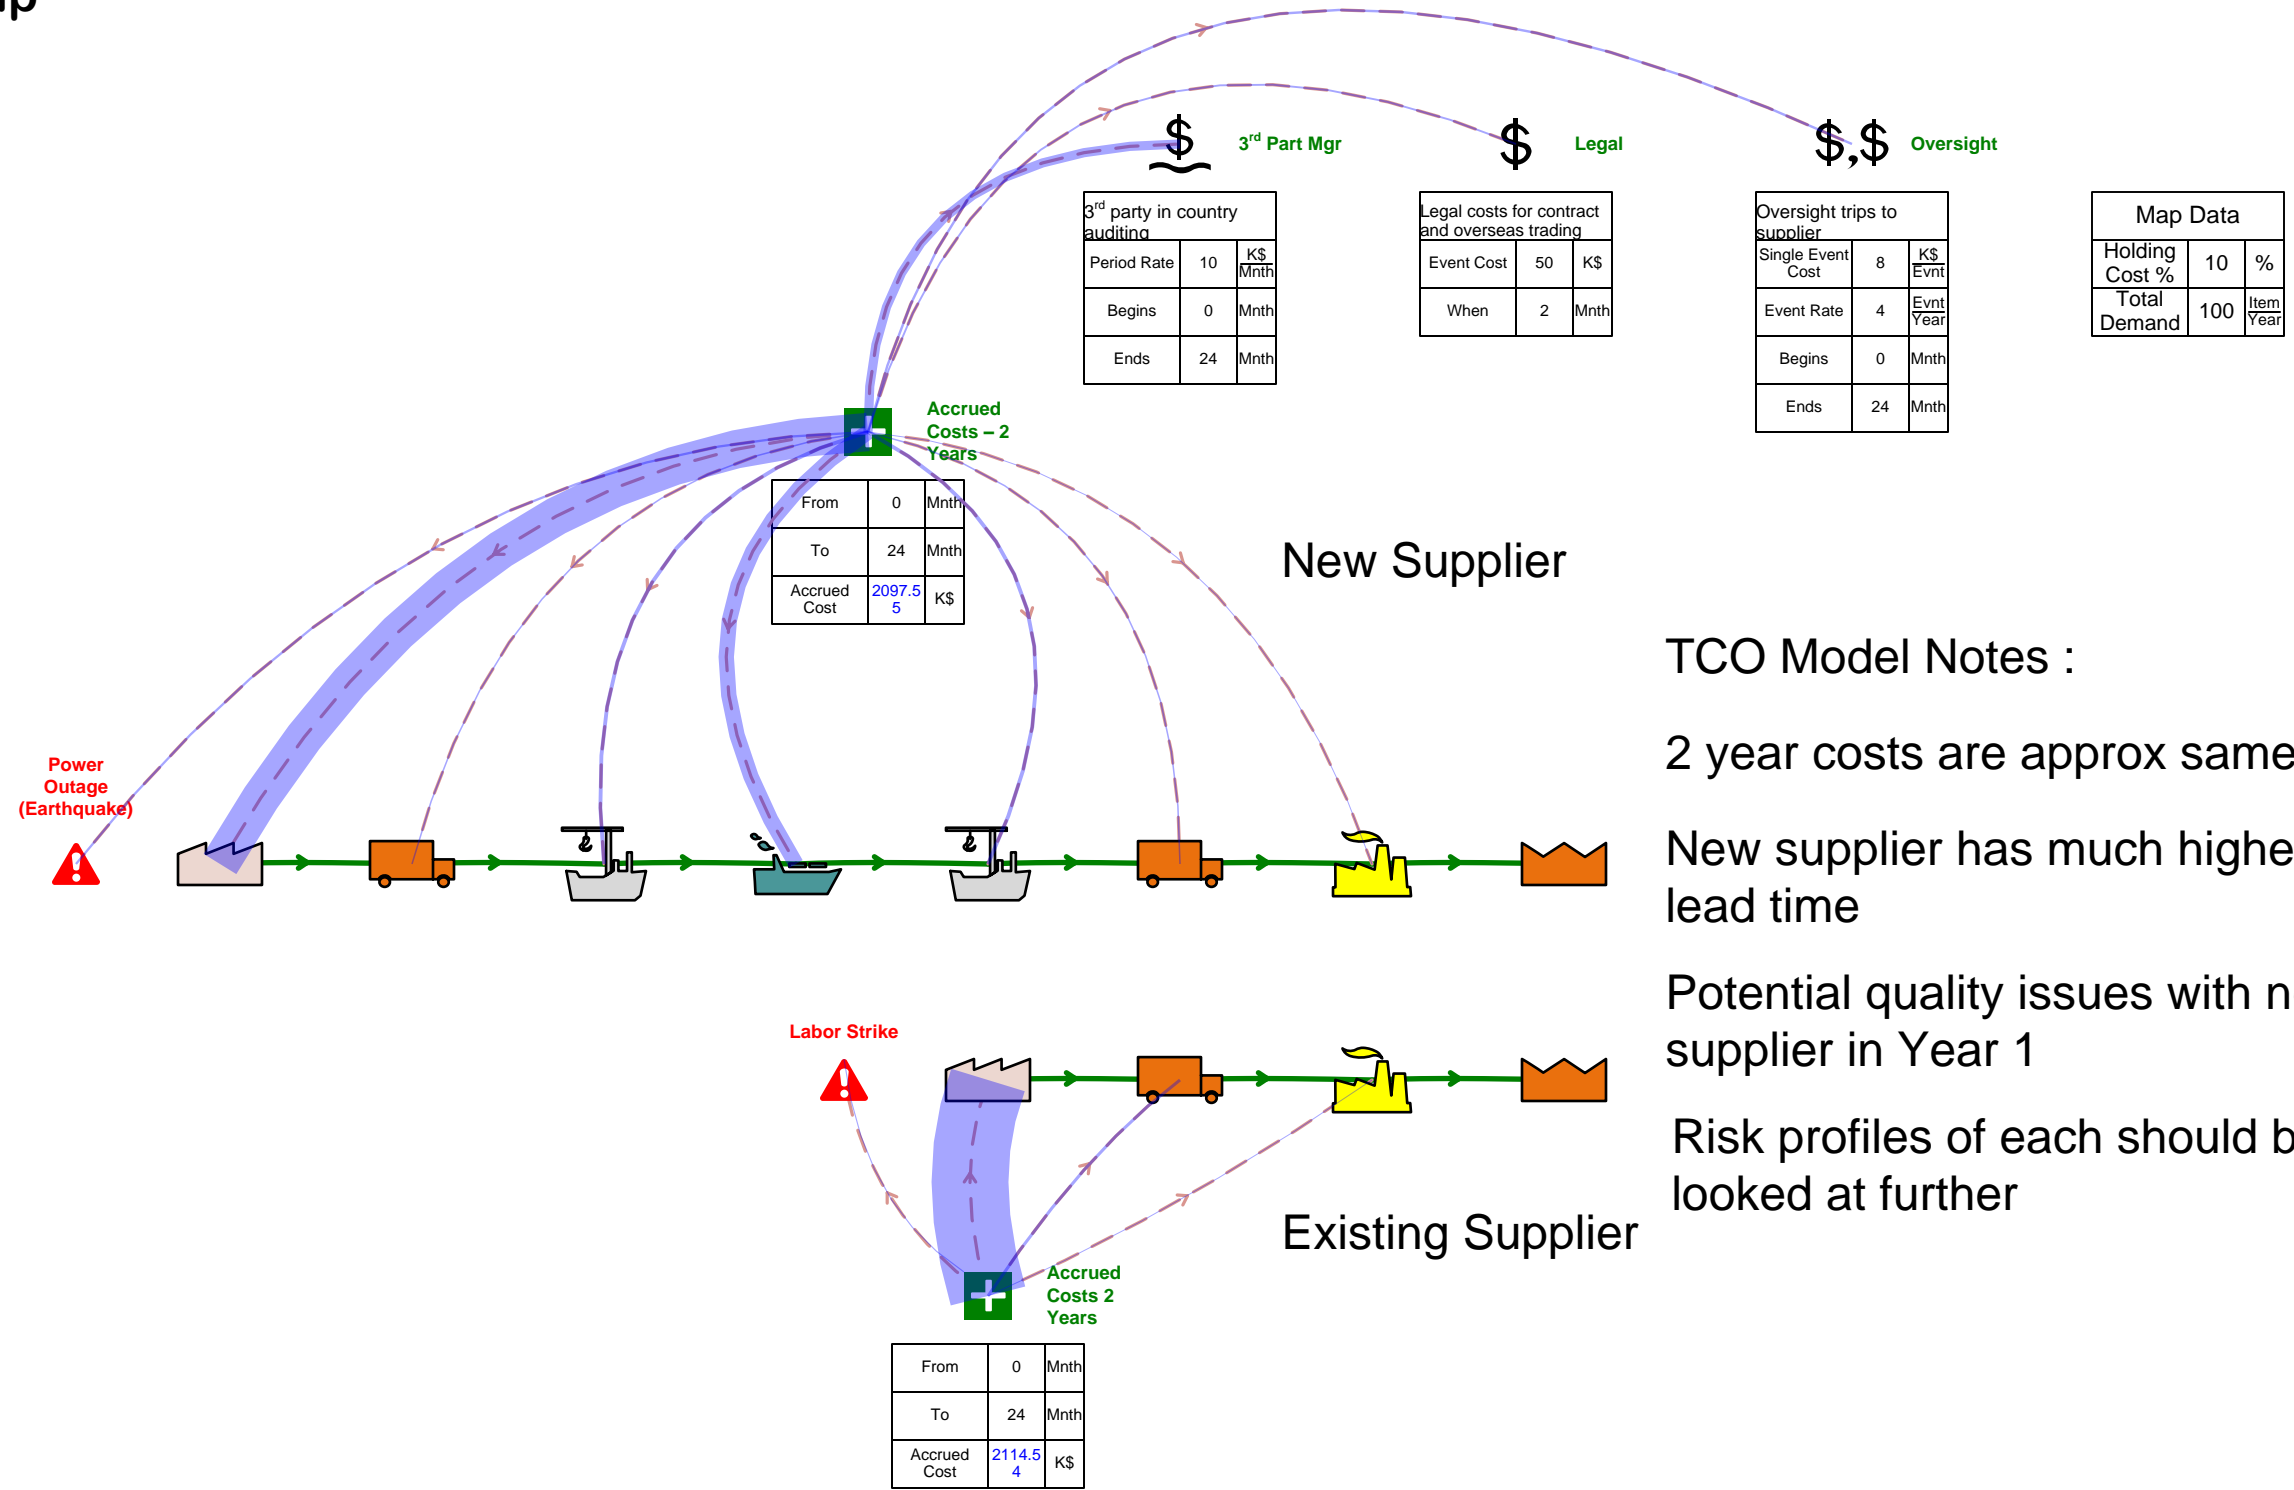 3rd Part Mgr
Legal
Oversight
3rd party in country
auditing
Period Rate 10 K$
Mnth
Begins 0 Mnth
Ends 24 Mnth
Legal costs for contract
and overseas trading
Event Cost 50 K$
When 2 Mnth
Oversight trips to
supplier
Single Event
Cost 8 K$
Evnt
Event Rate 4 Evnt
Year
Begins 0 Mnth
Ends 24 Mnth
Map Data
Holding
Cost % 10 %
Total
Demand 100 Item
Year
Accrued
Costs – 2
Years
From 0 Mnth
To 24 Mnth
Accrued
Cost 2097.5
5 K$
New Supplier
TCO Model Notes :
2 year costs are approx same
New supplier has much highe
lead time
Potential quality issues with n
supplier in Year 1
Risk profiles of each should b
looked at further
Power
Outage
(Earthquake)
Labor Strike
Existing Supplier
Accrued
Costs 2
Years
From 0 Mnth
To 24 Mnth
Accrued
Cost 2114.5
4 K$